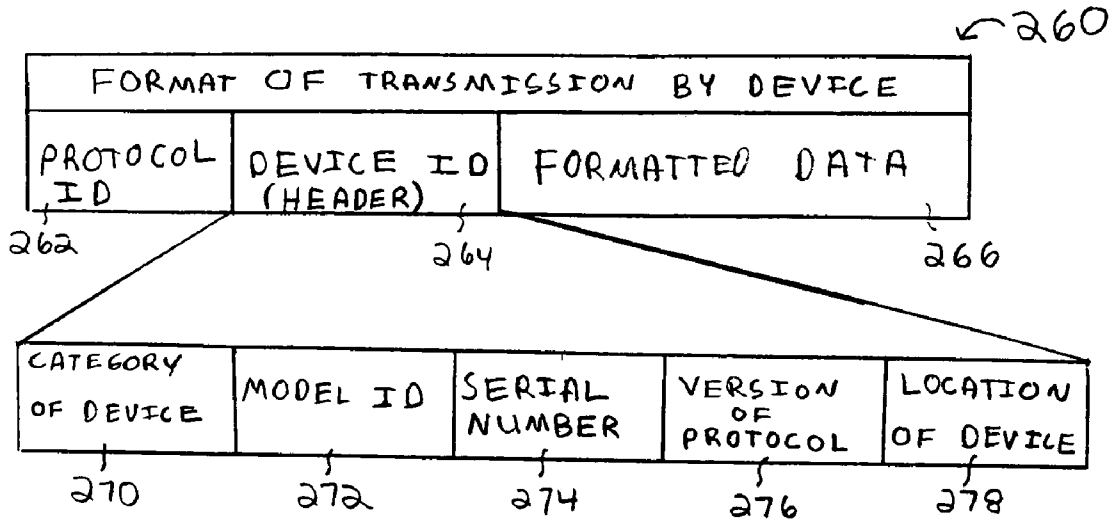 260
FORMAT OF TRANSMISSION BY DEVICE
PROTOCOL
ID
DEVICE ID
(HEADER)
FORMATTED DATA
262
264
266
CATEGORY
OF DEVICE
MODEL ID
SERIAL
NUMBER
VERSION
OF
PROTOCOL
LOCATION
OF DEVICE
270
272
274
276
278